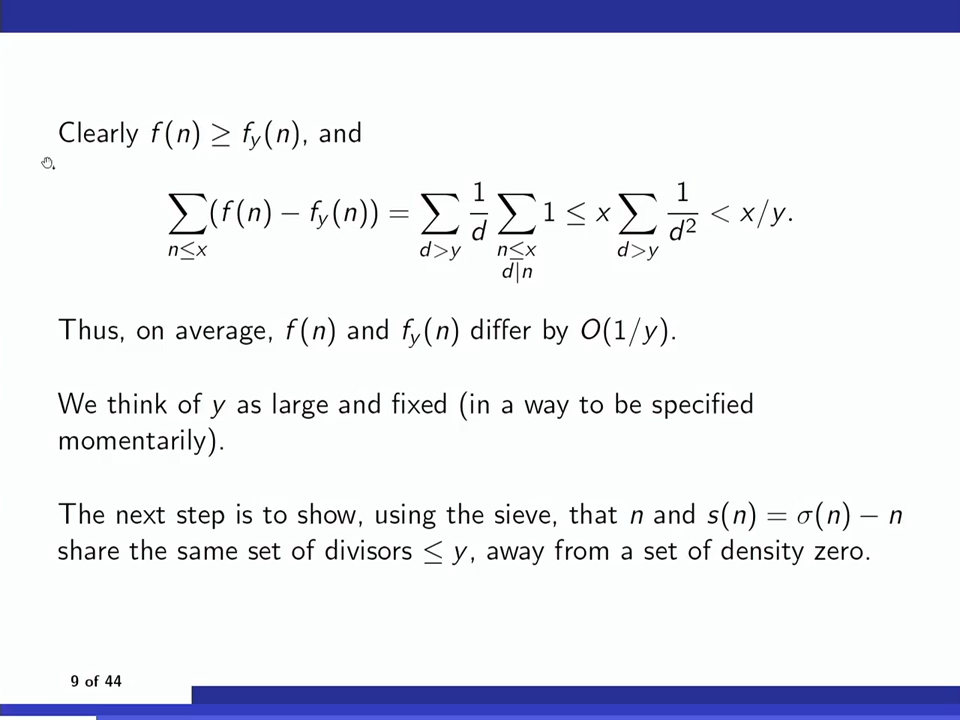 Clearly f(n) ≥ f_y(n), and
∑_{n≤x} (f(n) − f_y(n)) = ∑_{d>y} 1/d ∑_{n≤x, d|n} 1 ≤ x ∑_{d>y} 1/d² < x/y.
Thus, on average, f(n) and f_y(n) differ by O(1/y).
We think of y as large and fixed (in a way to be specified
momentarily).
The next step is to show, using the sieve, that n and s(n) = σ(n) − n
share the same set of divisors ≤ y, away from a set of density zero.
9 of 44